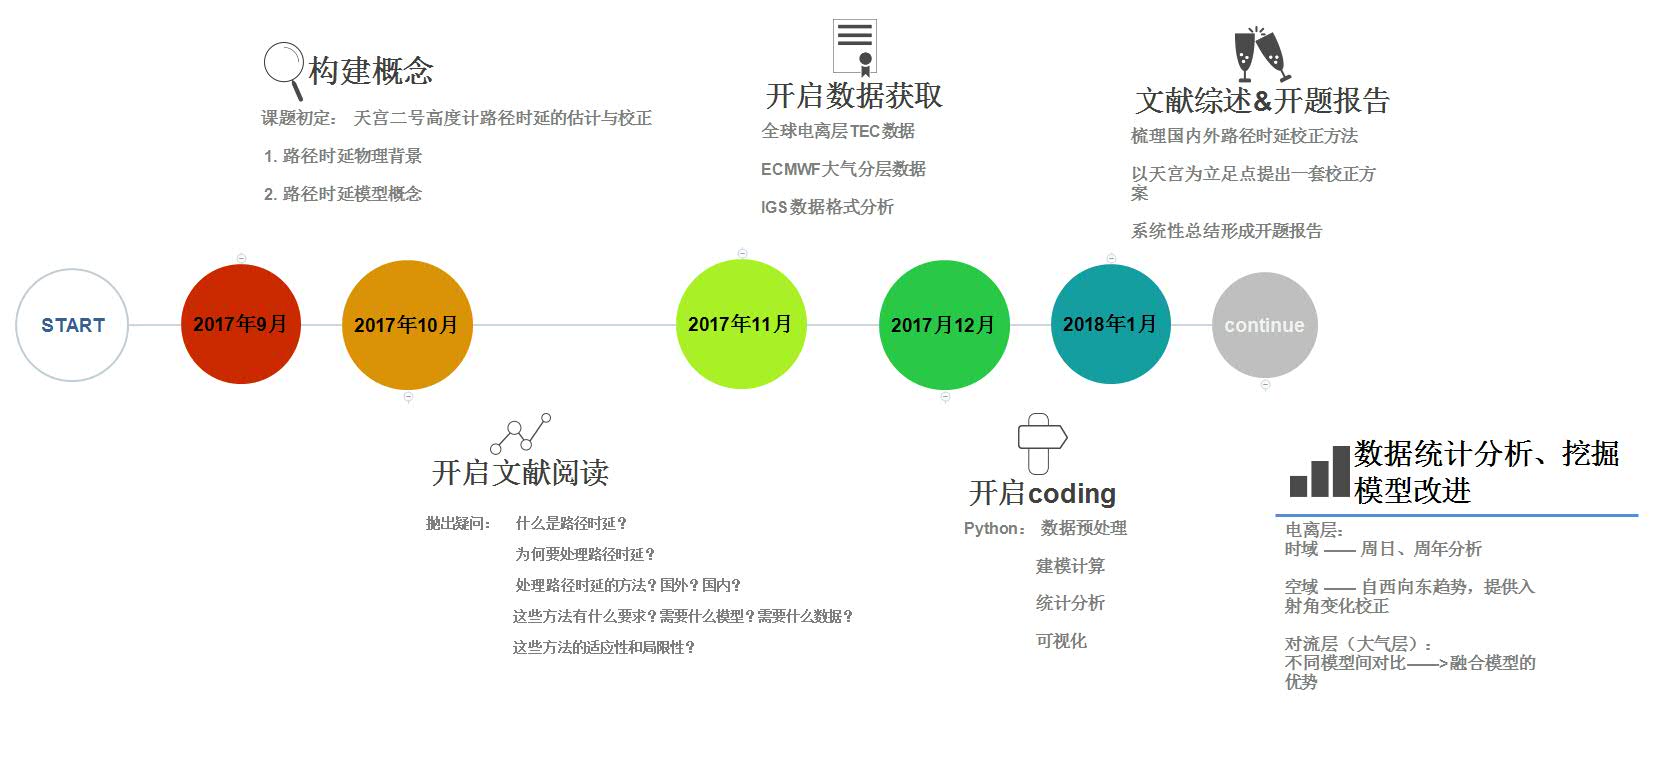 构建概念
课题初定： 天宫二号高度计路径时延的估计与校正
1. 路径时延物理背景
2. 路径时延模型概念
开启数据获取
全球电离层TEC数据
ECMWF大气分层数据
IGS数据格式分析
文献综述&开题报告
梳理国内外路径时延校正方法
以天宫为立足点提出一套校正方
案
系统性总结形成开题报告
START
2017年9月
2017年10月
2017年11月
2017月12月
2018年1月
continue
开启文献阅读
抛出疑问： 什么是路径时延？
为何要处理路径时延？
处理路径时延的方法？国外？国内？
这些方法有什么要求？需要什么模型？需要什么数据？
这些方法的适应性和局限性？
开启coding
Python： 数据预处理
建模计算
统计分析
可视化
数据统计分析、挖掘
模型改进
电离层：
时域 —— 周日、周年分析
空域 —— 自西向东趋势，提供入
射角变化校正
对流层（大气层）：
不同模型间对比——>融合模型的
优势